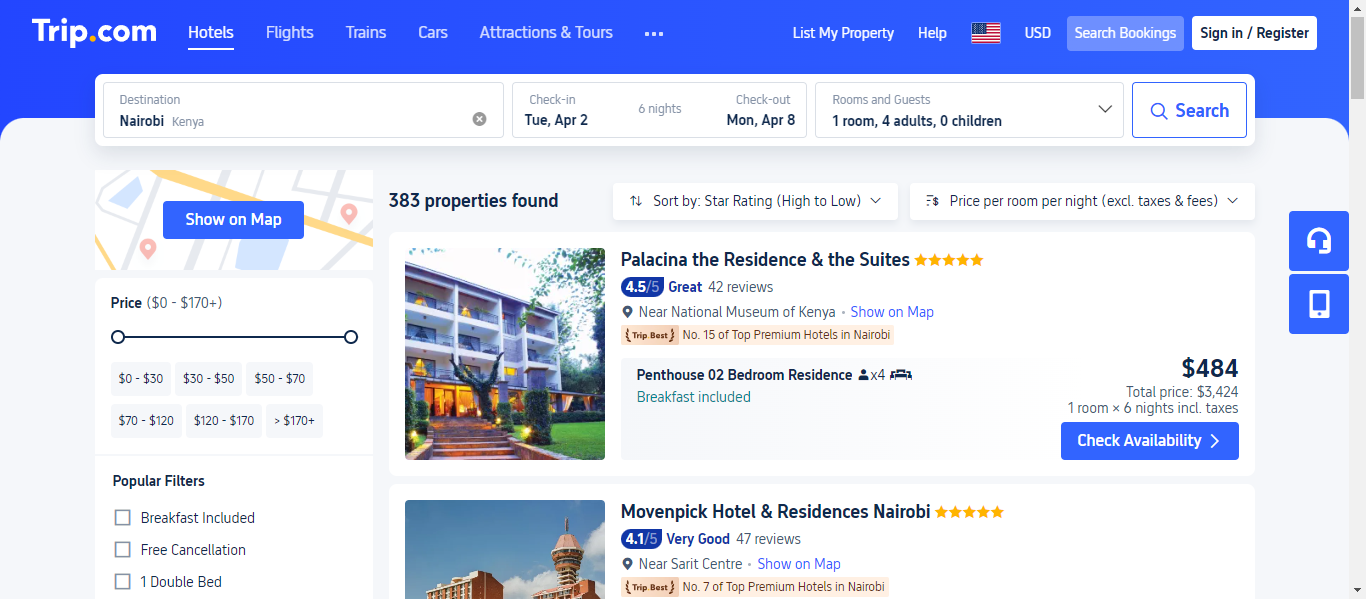 Trip.com
Hotels
Flights
Trains
Cars
Attractions & Tours
List My Property
Help
USD
Search Bookings
Sign in / Register
Destination
Nairobi Kenya
Check-in
Tue, Apr 2
6 nights
Check-out
Mon, Apr 8
Rooms and Guests
1 room, 4 adults, 0 children
Search
Show on Map
383 properties found
Sort by: Star Rating (High to Low)
Price per room per night (excl. taxes & fees)
Price ($0 - $170+)
$0 - $30
$30 - $50
$50 - $70
$70 - $120
$120 - $170
> $170+
Popular Filters
Breakfast Included
Free Cancellation
1 Double Bed
Palacina the Residence & the Suites
4.5/5 Great 42 reviews
Near National Museum of Kenya • Show on Map
Trip Best No. 15 of Top Premium Hotels in Nairobi
Penthouse 02 Bedroom Residence x4
Breakfast included
$484
Total price: $3,424
1 room × 6 nights incl. taxes
Check Availability
Movenpick Hotel & Residences Nairobi
4.1/5 Very Good 47 reviews
Near Sarit Centre • Show on Map
Trip Best No. 7 of Top Premium Hotels in Nairobi